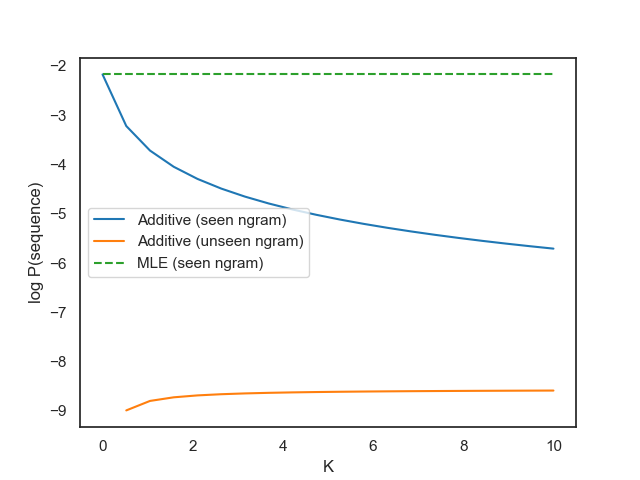 −2
−3
−4
−5
−6
−7
−8
−9
log P(sequence)
Additive (seen ngram)
Additive (unseen ngram)
MLE (seen ngram)
0 2 4 6 8 10
K